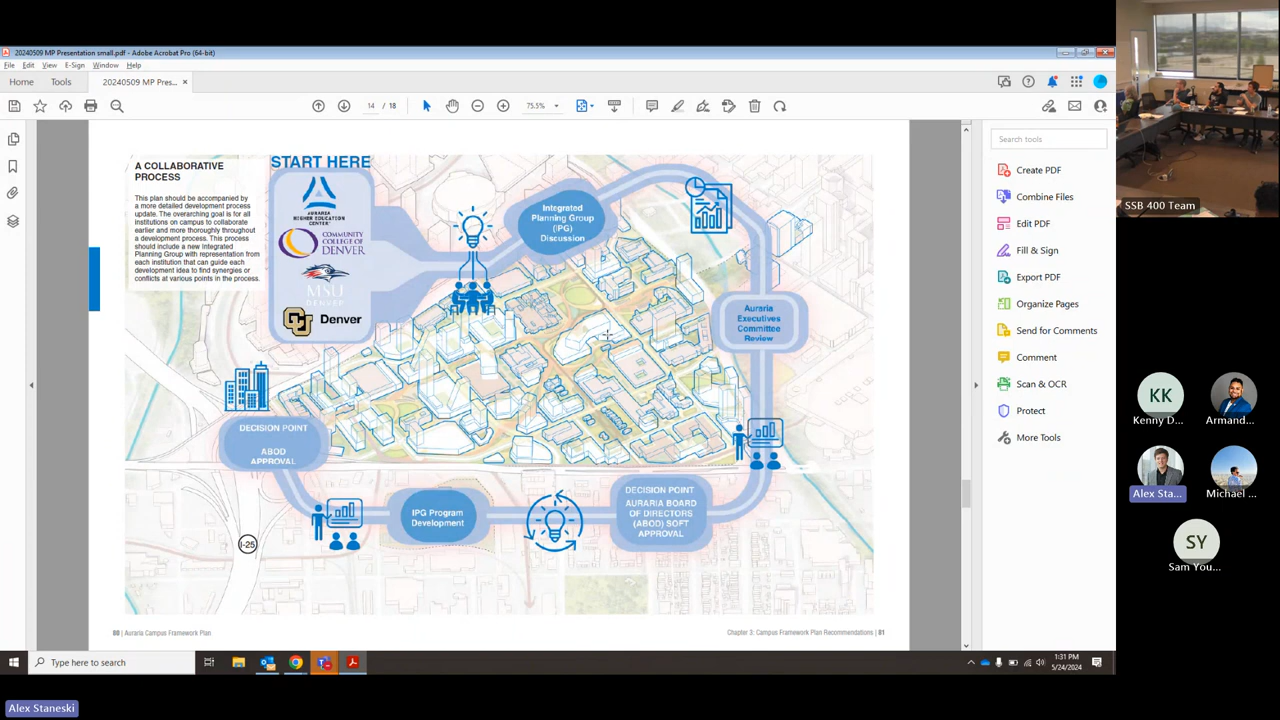 20240509 MP Presentation small.pdf - Adobe Acrobat Pro (64-bit)
File Edit View E-Sign Window Help
Home Tools 20240509 MP Pres... ×
14 / 18 75.5%
A COLLABORATIVE
PROCESS
This plan should be accompanied by
a more detailed development process
update. The overarching goal is for all
institutions on campus to collaborate
earlier and more thoroughly throughout
a development process. This process
should include a new Integrated
Planning Group with representation from
each institution that can guide each
development idea to find synergies or
conflicts at various points in the process.
START HERE
AURARIA
HIGHER EDUCATION
CENTER
COMMUNITY
COLLEGE OF
DENVER
MSU
DENVER
CU Denver
Integrated
Planning Group
(IPG)
Discussion
Auraria
Executives
Committee
Review
DECISION POINT
AURARIA BOARD
OF DIRECTORS
(ABOD) SOFT
APPROVAL
IPG Program
Development
DECISION POINT
ABOD
APPROVAL
I-25
80 | Auraria Campus Framework Plan
Chapter 3: Campus Framework Plan Recommendations | 81
Search tools
Create PDF
Combine Files
Edit PDF
Fill & Sign
Export PDF
Organize Pages
Send for Comments
Comment
Scan & OCR
Protect
More Tools
SSB 400 Team
KK
Kenny D...
Armand...
Alex Sta...
Michael ...
SY
Sam You...
Type here to search
1:31 PM
5/24/2024
Alex Staneski